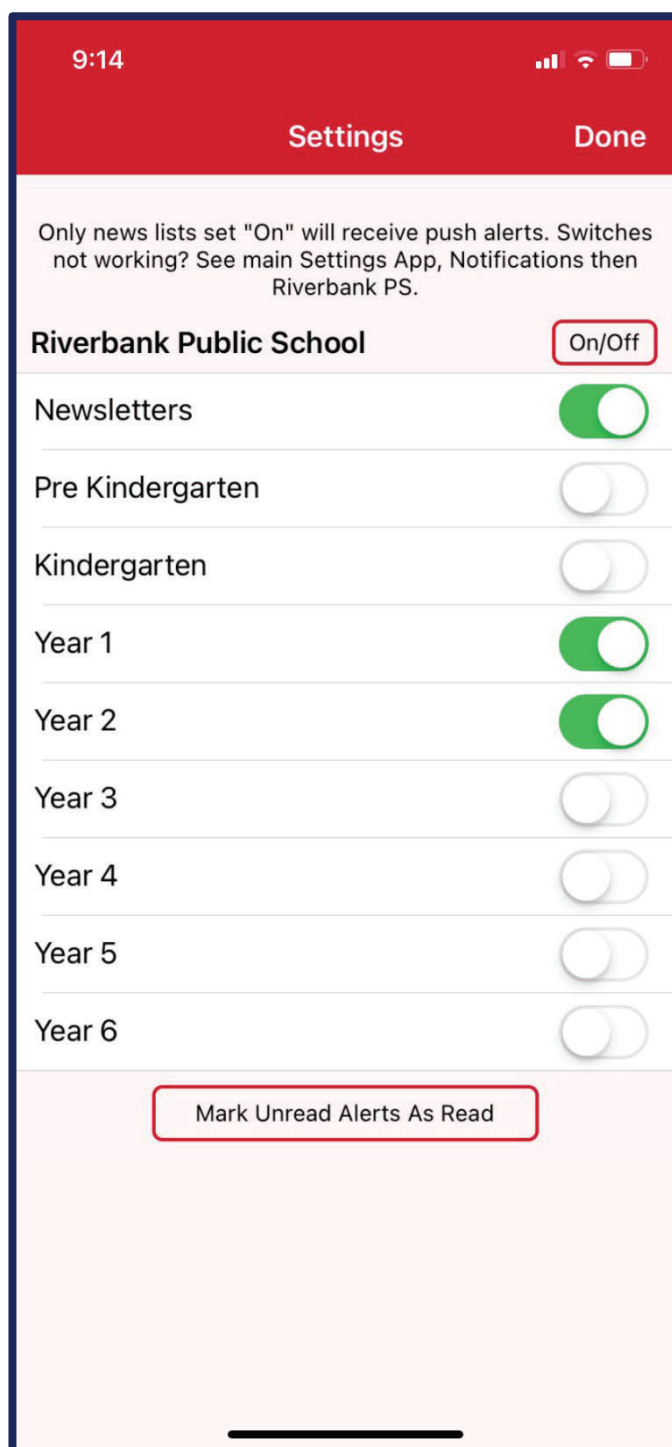 9:14
Settings Done
Only news lists set "On" will receive push alerts. Switches
not working? See main Settings App, Notifications then
Riverbank PS.
Riverbank Public School On/Off
Newsletters
Pre Kindergarten
Kindergarten
Year 1
Year 2
Year 3
Year 4
Year 5
Year 6
Mark Unread Alerts As Read